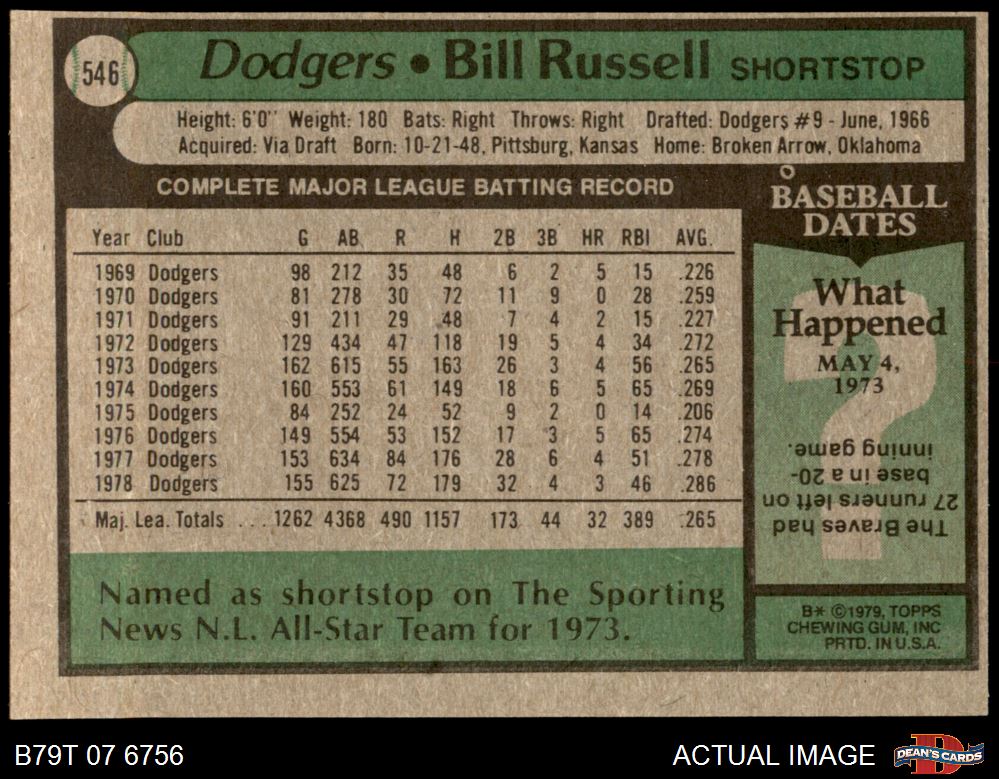 546
Dodgers • Bill Russell SHORTSTOP
Height: 6'0" Weight: 180 Bats: Right Throws: Right Drafted: Dodgers #9 - June, 1966
Acquired: Via Draft Born: 10-21-48, Pittsburg, Kansas Home: Broken Arrow, Oklahoma
COMPLETE MAJOR LEAGUE BATTING RECORD
Year Club G AB R H 2B 3B HR RBI AVG.
1969 Dodgers 98 212 35 48 6 2 5 15 .226
1970 Dodgers 81 278 30 72 11 9 0 28 .259
1971 Dodgers 91 211 29 48 7 4 2 15 .227
1972 Dodgers 129 434 47 118 19 5 4 34 .272
1973 Dodgers 162 615 55 163 26 3 4 56 .265
1974 Dodgers 160 553 61 149 18 6 5 65 .269
1975 Dodgers 84 252 24 52 9 2 0 14 .206
1976 Dodgers 149 554 53 152 17 3 5 65 .274
1977 Dodgers 153 634 84 176 28 6 4 51 .278
1978 Dodgers 155 625 72 179 32 4 3 46 .286
Maj. Lea. Totals ... 1262 4368 490 1157 173 44 32 389 .265
Named as shortstop on The Sporting
News N.L. All-Star Team for 1973.
BASEBALL
DATES
What
Happened
MAY 4,
1973
?
The Braves had
27 runners left on
base in a 20-
inning game.
B* ©1979, TOPPS
CHEWING GUM, INC
PRTD. IN U.S.A.
B79T 07 6756
ACTUAL IMAGE
DEAN'S CARDS